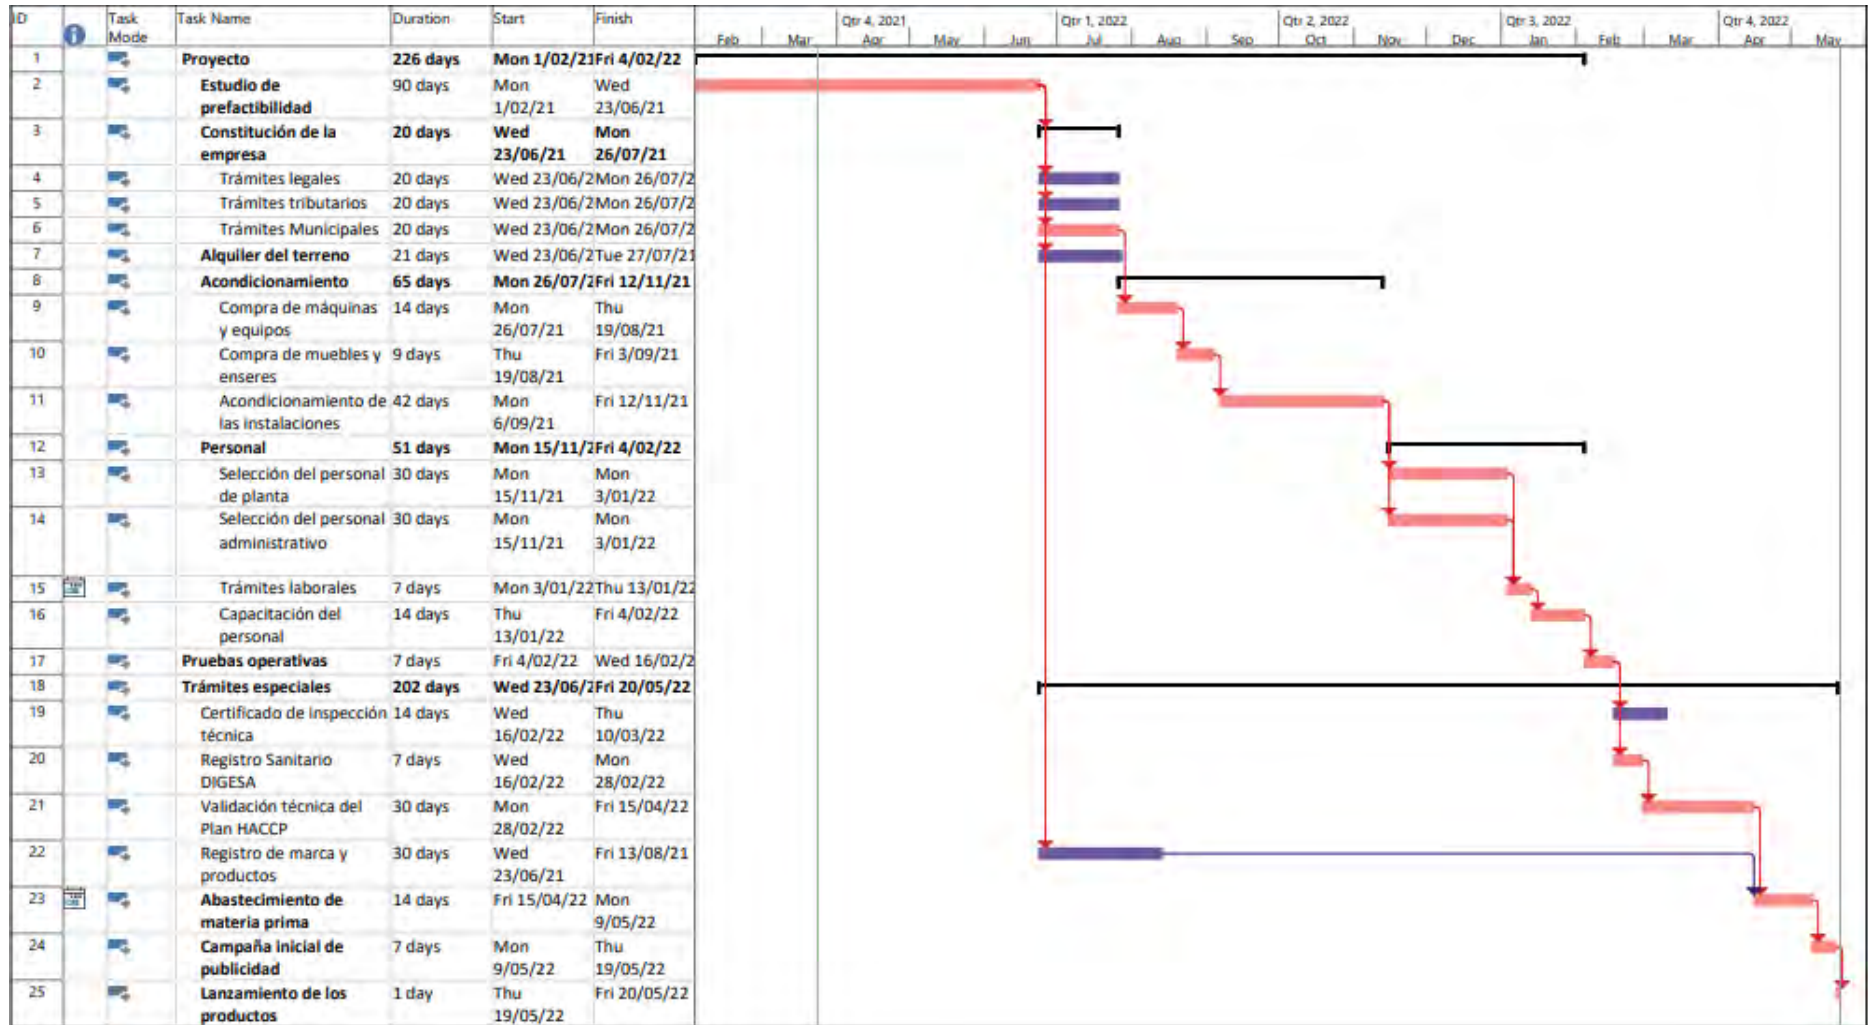 ID Task Mode Task Name Duration Start Finish
Qtr 4, 2021 Qtr 1, 2022 Qtr 2, 2022 Qtr 3, 2022 Qtr 4, 2022
Feb Mar Apr May Jun Jul Aug Sep Oct Nov Dec Jan Feb Mar Apr May
1 Proyecto 226 days Mon 1/02/21 Fri 4/02/22
2 Estudio de 90 days Mon Wed
prefactibilidad 1/02/21 23/06/21
3 Constitución de la 20 days Wed Mon
empresa 23/06/21 26/07/21
4 Trámites legales 20 days Wed 23/06/2 Mon 26/07/2
5 Trámites tributarios 20 days Wed 23/06/2 Mon 26/07/2
6 Trámites Municipales 20 days Wed 23/06/2 Mon 26/07/2
7 Alquiler del terreno 21 days Wed 23/06/2 Tue 27/07/21
8 Acondicionamiento 65 days Mon 26/07/2 Fri 12/11/21
9 Compra de máquinas 14 days Mon Thu
y equipos 26/07/21 19/08/21
10 Compra de muebles y 9 days Thu Fri 3/09/21
enseres 19/08/21
11 Acondicionamiento de 42 days Mon Fri 12/11/21
las instalaciones 6/09/21
12 Personal 51 days Mon 15/11/2 Fri 4/02/22
13 Selección del personal 30 days Mon Mon
de planta 15/11/21 3/01/22
14 Selección del personal 30 days Mon Mon
administrativo 15/11/21 3/01/22
15 Trámites laborales 7 days Mon 3/01/22 Thu 13/01/22
16 Capacitación del 14 days Thu Fri 4/02/22
personal 13/01/22
17 Pruebas operativas 7 days Fri 4/02/22 Wed 16/02/2
18 Trámites especiales 202 days Wed 23/06/2 Fri 20/05/22
19 Certificado de inspección 14 days Wed Thu
técnica 16/02/22 10/03/22
20 Registro Sanitario 7 days Wed Mon
DIGESA 16/02/22 28/02/22
21 Validación técnica del 30 days Mon Fri 15/04/22
Plan HACCP 28/02/22
22 Registro de marca y 30 days Wed Fri 13/08/21
productos 23/06/21
23 Abastecimiento de 14 days Fri 15/04/22 Mon
materia prima 9/05/22
24 Campaña inicial de 7 days Mon Thu
publicidad 9/05/22 19/05/22
25 Lanzamiento de los 1 day Thu Fri 20/05/22
productos 19/05/22